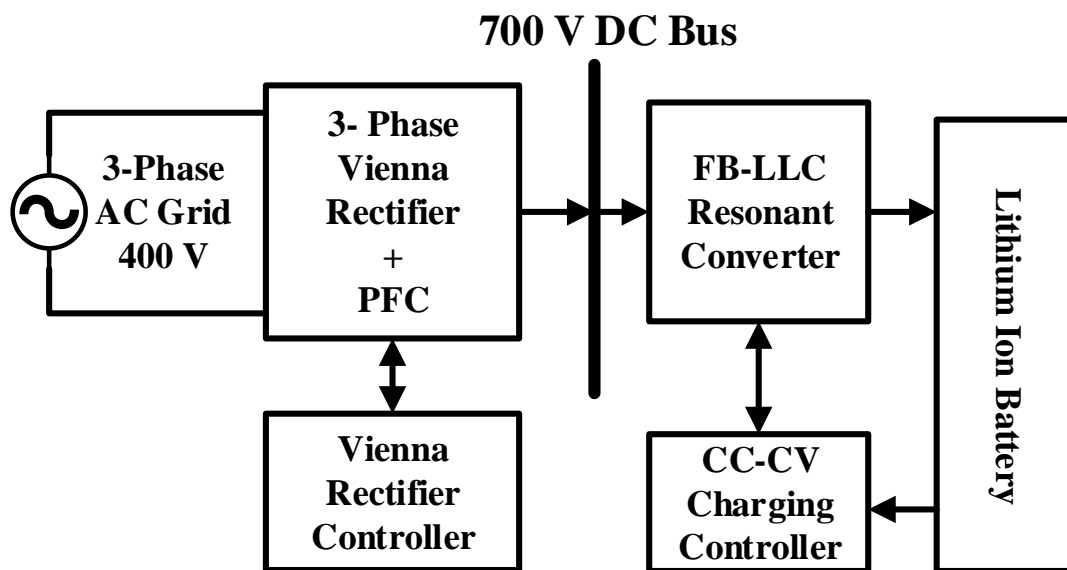 700 V DC Bus
3-Phase
AC Grid
400 V
3- Phase
Vienna
Rectifier
+
PFC
FB-LLC
Resonant
Converter
Lithium Ion Battery
Vienna
Rectifier
Controller
CC-CV
Charging
Controller